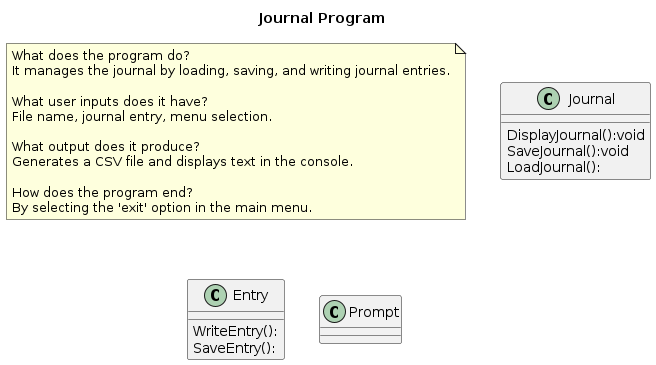 Journal Program
What does the program do?
It manages the journal by loading, saving, and writing journal entries.
What user inputs does it have?
File name, journal entry, menu selection.
What output does it produce?
Generates a CSV file and displays text in the console.
How does the program end?
By selecting the 'exit' option in the main menu.
C Journal
DisplayJournal():void
SaveJournal():void
LoadJournal():
C Entry
WriteEntry():
SaveEntry():
C Prompt